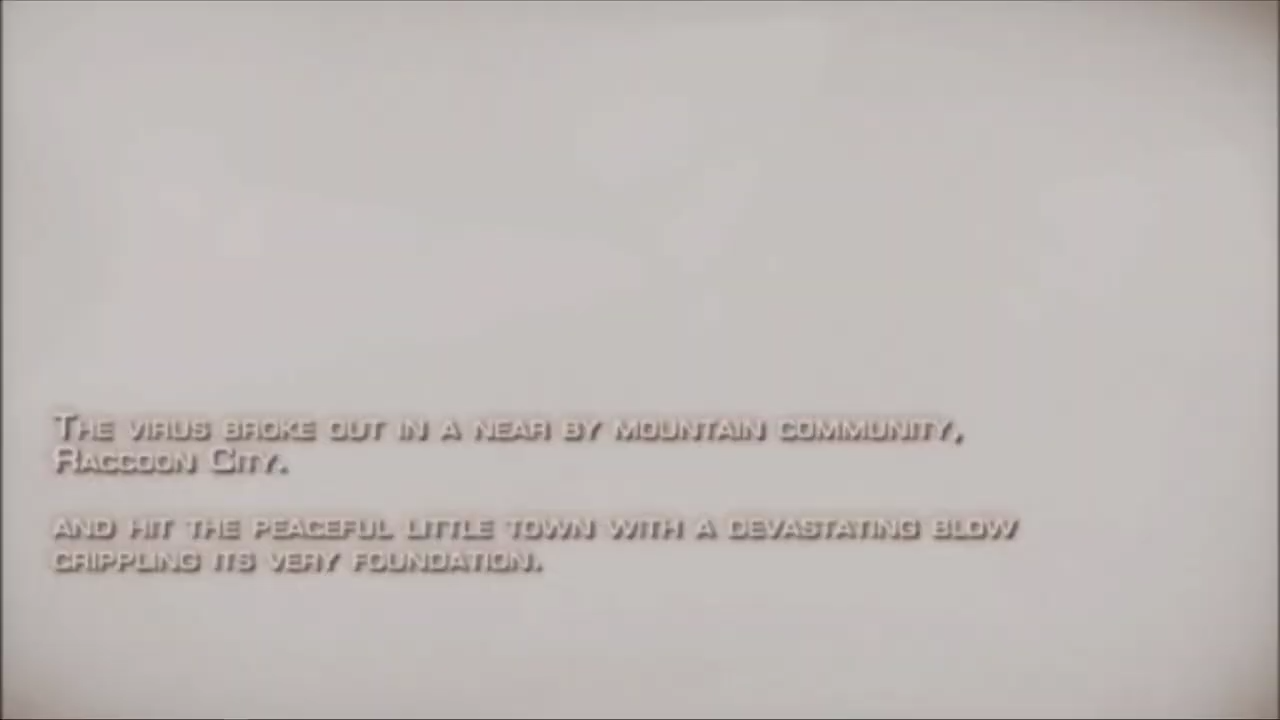 The virus broke out in a near by mountain community,
Raccoon City.
and hit the peaceful little town with a devastating blow
crippling its very foundation.